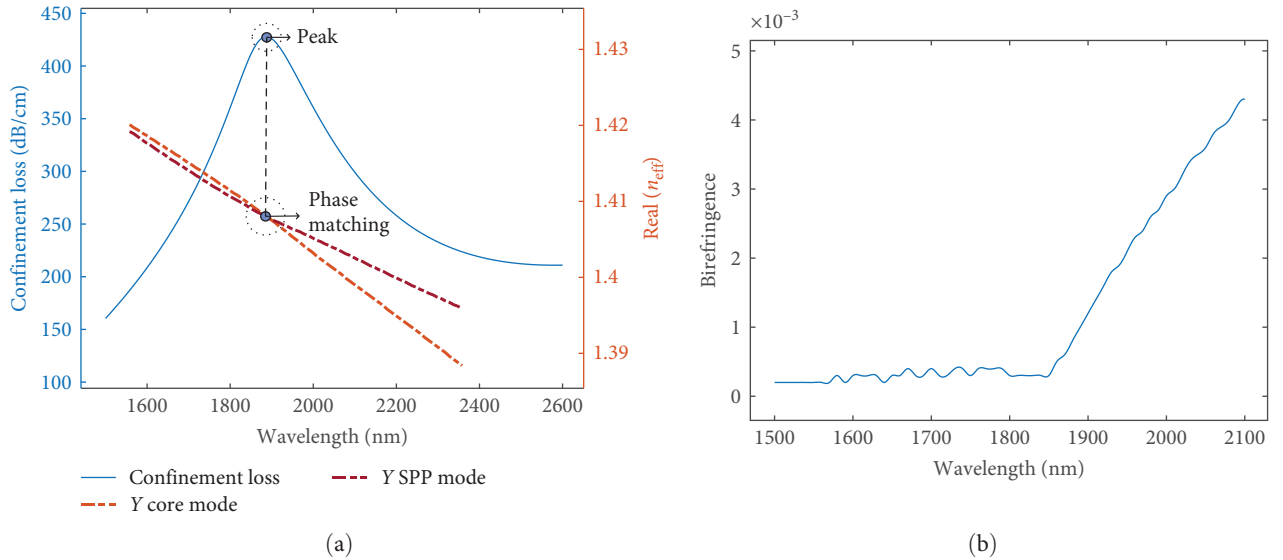 450
400
350
300
250
200
150
100
Confinement loss (dB/cm)
1600 1800 2000 2200 2400 2600
Wavelength (nm)
1.43
1.42
1.41
1.4
1.39
Real (n_eff)
Peak
Phase
matching
Confinement loss
Y core mode
Y SPP mode
(a)
×10⁻³
5
4
3
2
1
0
Birefringence
1500 1600 1700 1800 1900 2000 2100
Wavelength (nm)
(b)